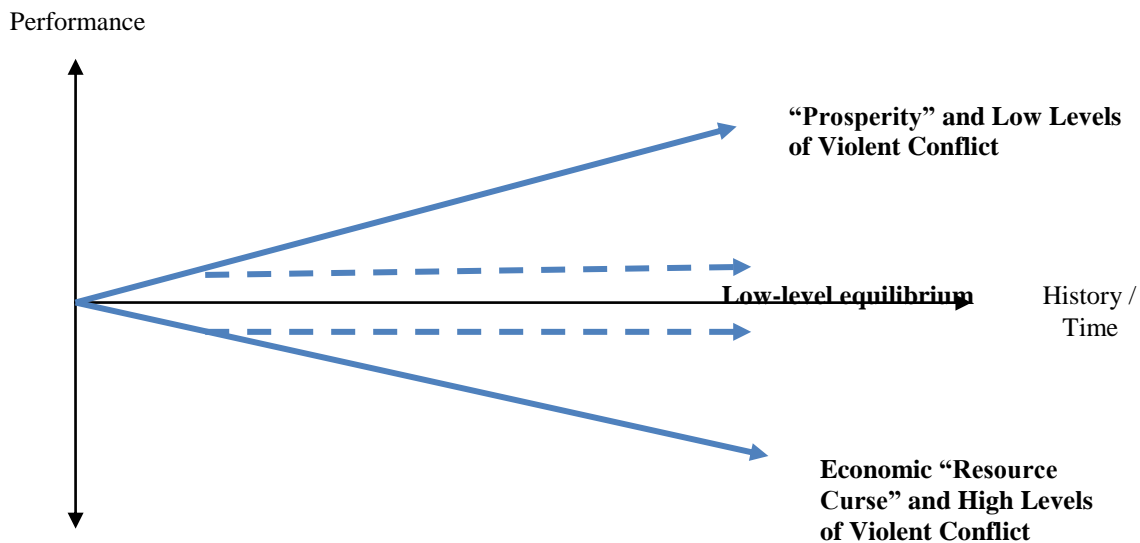 Performance
“Prosperity” and Low Levels
of Violent Conflict
Low-level equilibrium
History /
Time
Economic “Resource
Curse” and High Levels
of Violent Conflict